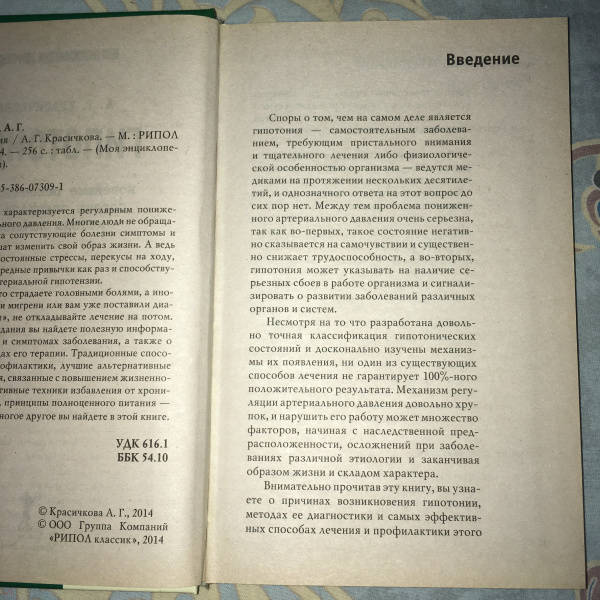 А. Г.
/ А. Г. Красичкова. — М. : РИПОЛ
4. — 256 с. : табл. — (Моя энциклопе-
5-386-07309-1
характеризуется регулярным пониже-
ного давления. Многие люди не обраща-
сопутствующие болезни симптомы и
шат изменить свой образ жизни. А ведь
остоянные стрессы, перекусы на ходу,
редные привычки как раз и способству-
териальной гипотензии.
то страдаете головными болями, а ино-
ли мигрени или вам уже поставили диа-
», не откладывайте лечение на потом.
дания вы найдете полезную информа-
и симптомах заболевания, а также о
дах его терапии. Традиционные спосо-
рофилактики, лучшие альтернативные
я, связанные с повышением жизненно-
ктивные техники избавления от хрони-
, принципы полноценного питания —
ногое другое вы найдете в этой книге.
УДК 616.1
ББК 54.10
© Красичкова А. Г., 2014
© ООО Группа Компаний
«РИПОЛ классик», 2014
Введение
Споры о том, чем на самом деле является
гипотония — самостоятельным заболева-
нием, требующим пристального внимания
и тщательного лечения либо физиологиче-
ской особенностью организма — ведутся ме-
диками на протяжении нескольких десятиле-
тий, и однозначного ответа на этот вопрос до
сих пор нет. Между тем проблема понижен-
ного артериального давления очень серьезна,
так как во-первых, такое состояние негатив-
но сказывается на самочувствии и существен-
но снижает трудоспособность, а во-вторых,
гипотония может указывать на наличие се-
рьезных сбоев в работе организма и сигнали-
зировать о развитии заболеваний различных
органов и систем.
Несмотря на то что разработана доволь-
но точная классификация гипотонических
состояний и досконально изучены механиз-
мы их появления, ни один из существующих
способов лечения не гарантирует 100%-ного
положительного результата. Механизм регу-
ляции артериального давления довольно хру-
пок, и нарушить его работу может множество
факторов, начиная с наследственной пред-
расположенности, осложнений при заболе-
ваниях различной этиологии и заканчивая
образом жизни и складом характера.
Внимательно прочитав эту книгу, вы узна-
ете о причинах возникновения гипотонии,
методах ее диагностики и самых эффектив-
ных способах лечения и профилактики этого